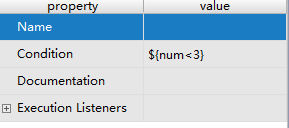 property value
Name
Condition ${num<3}
Documentation
Execution Listeners